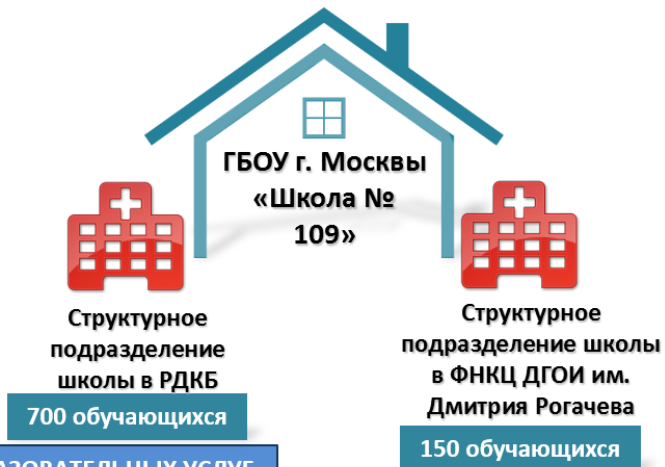 ГБОУ г. Москвы
«Школа №
109»
Структурное
подразделение
школы в РДКБ
700 обучающихся
Структурное
подразделение школы
в ФНКЦ ДГОИ им.
Дмитрия Рогачева
150 обучающихся
УСЛУГ